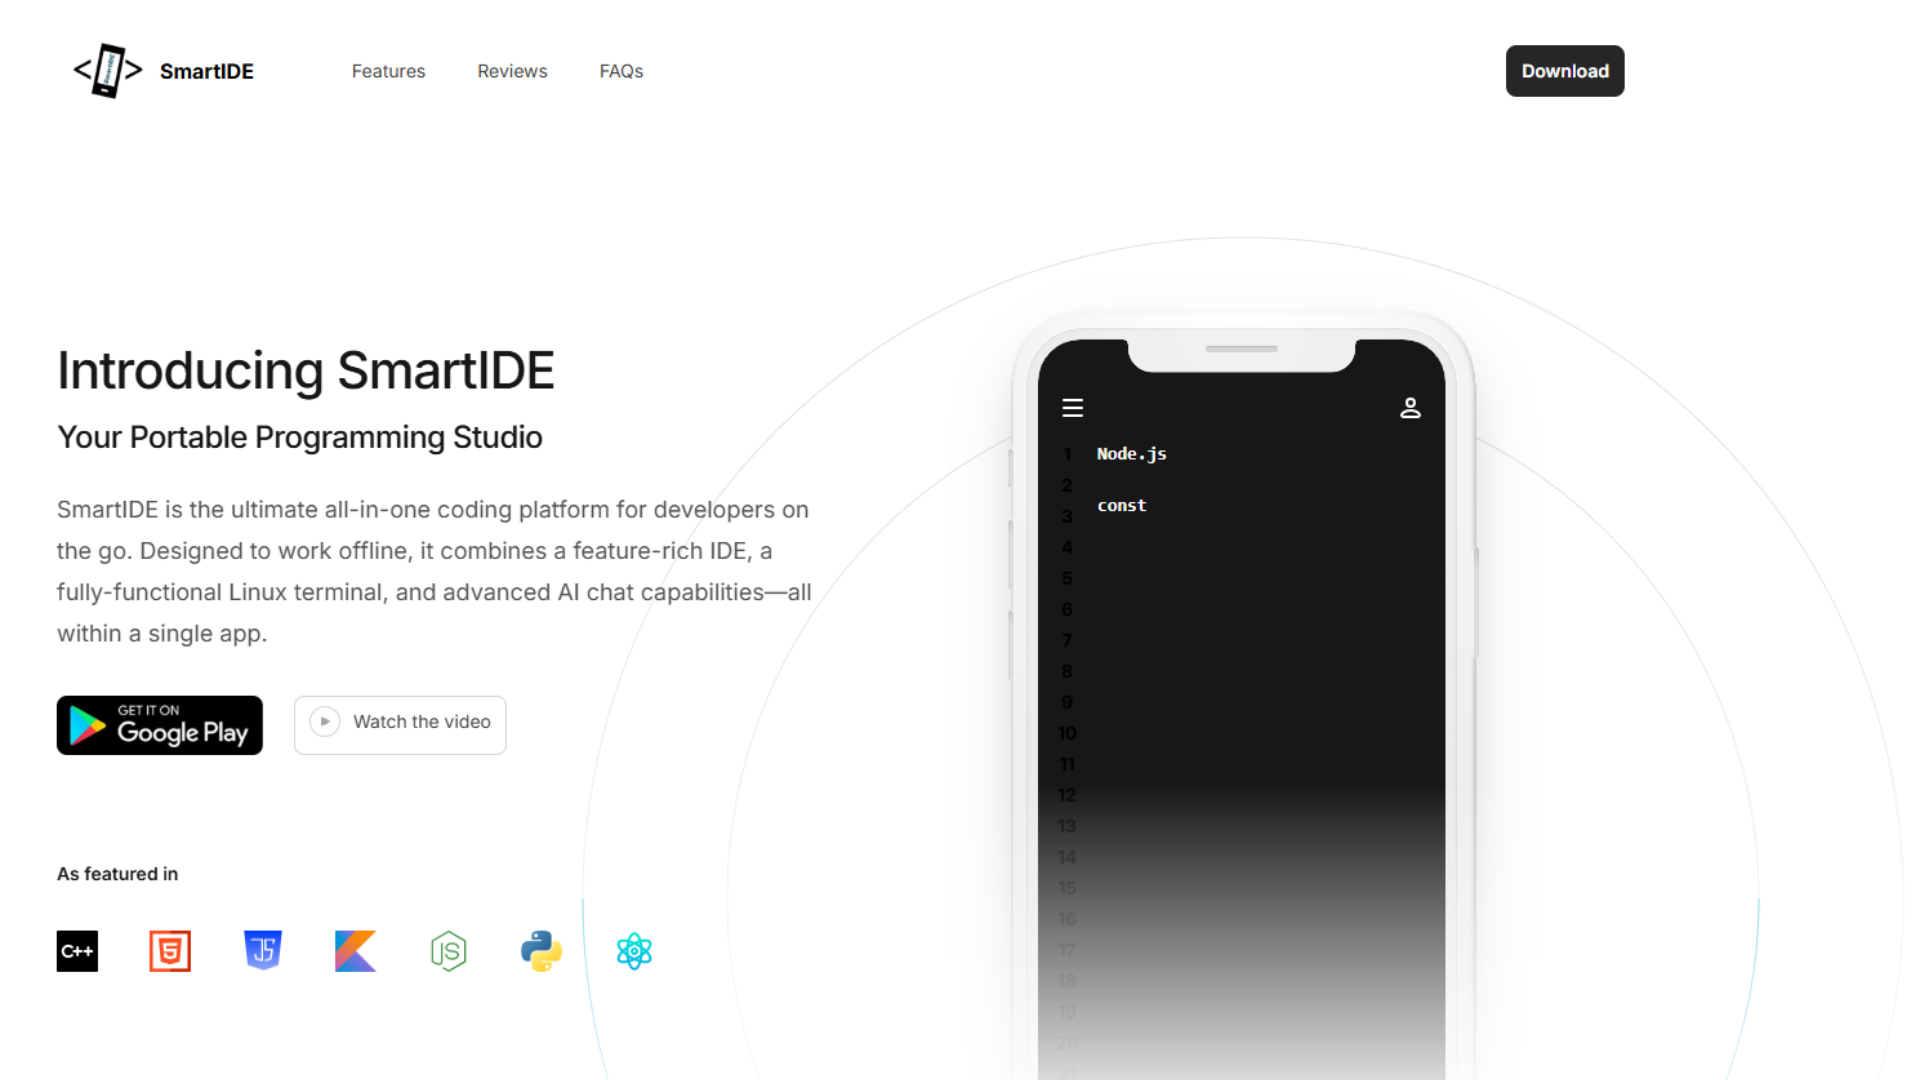 SmartIDE
Features
Reviews
FAQs
Download
Introducing SmartIDE
Your Portable Programming Studio
SmartIDE is the ultimate all-in-one coding platform for developers on
the go. Designed to work offline, it combines a feature-rich IDE, a
fully-functional Linux terminal, and advanced AI chat capabilities—all
within a single app.
GET IT ON
Google Play
Watch the video
As featured in
C++
5
JS
JS
1
Node.js
2
const
3
4
5
6
7
8
9
10
11
12
13
14
15
16
17
18
19
20
21